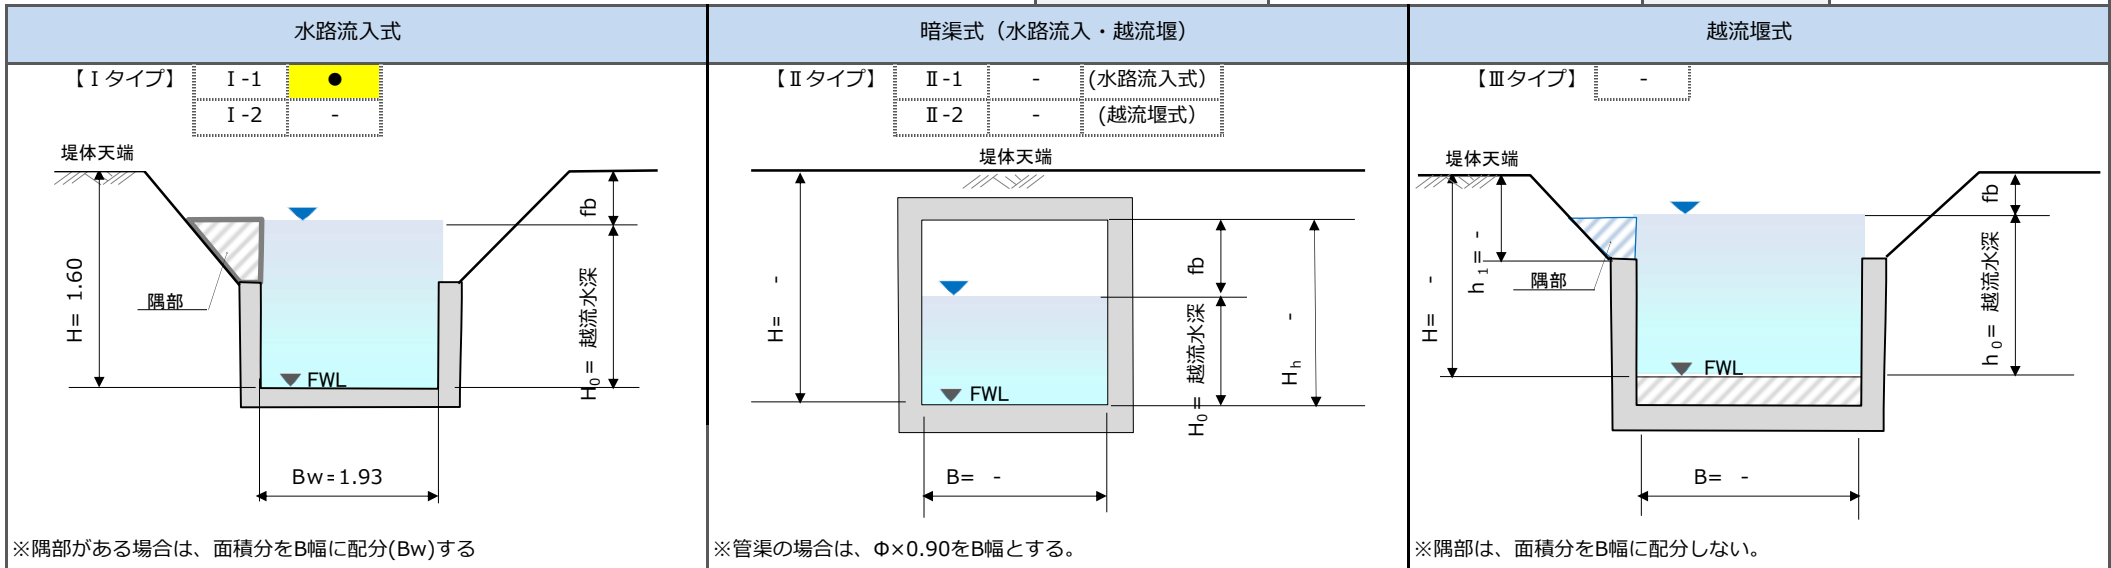 水路流入式
暗渠式（水路流入・越流堰）
越流堰式
【Ⅰタイプ】 Ⅰ-1 ●
Ⅰ-2 -
堤体天端
H= 1.60
隅部
FWL
fb
H0= 越流水深
Bw=1.93
※隅部がある場合は、面積分をB幅に配分(Bw)する
【Ⅱタイプ】 Ⅱ-1 - (水路流入式)
Ⅱ-2 - (越流堰式)
堤体天端
H= -
FWL
fb
H0= 越流水深
Hh -
B= -
※管渠の場合は、Φ×0.90をB幅とする。
【Ⅲタイプ】 -
堤体天端
H= -
h1= -
隅部
FWL
fb
h0= 越流水深
B= -
※隅部は、面積分をB幅に配分しない。